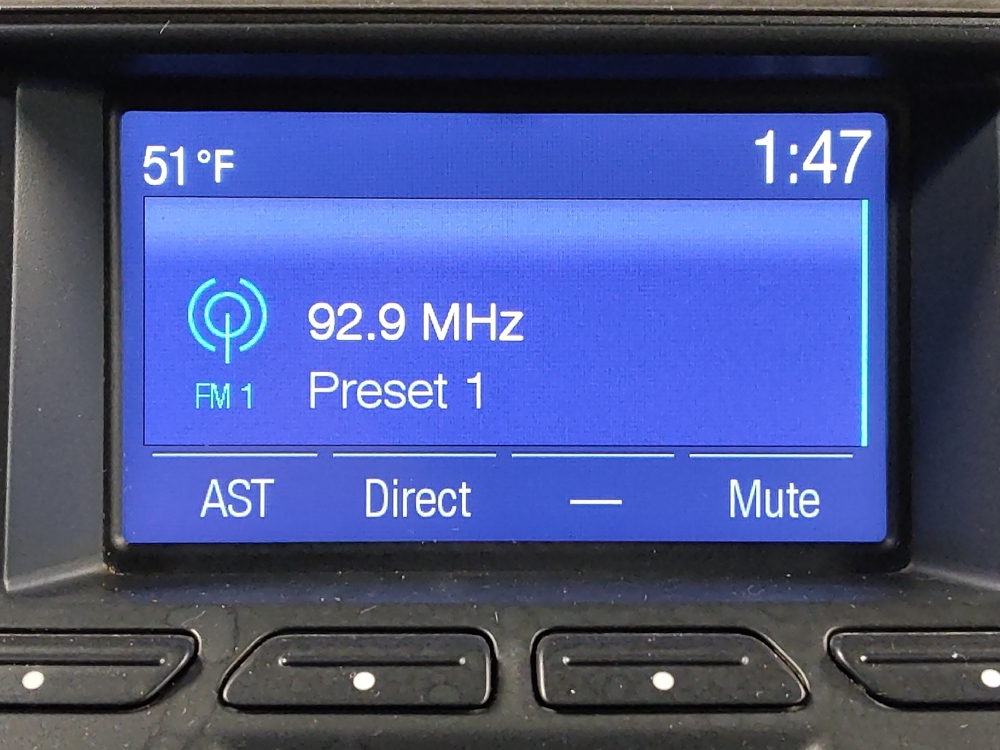 51 °F 1:47
92.9 MHz
FM 1 Preset 1
AST Direct — Mute